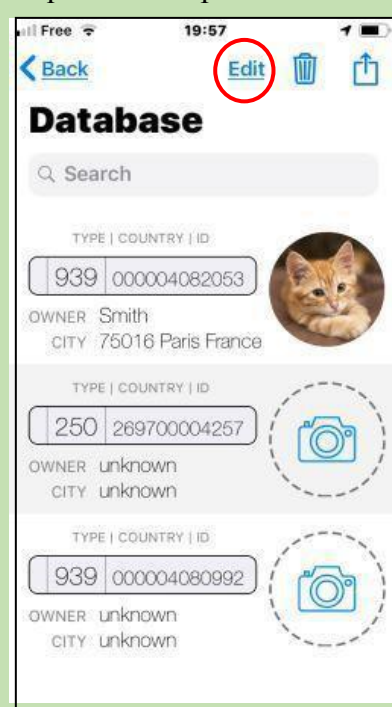 Free 19:57
Back Edit
Database
Search
TYPE | COUNTRY | ID
939 000004082053
OWNER Smith
CITY 75016 Paris France
TYPE | COUNTRY | ID
250 269700004257
OWNER unknown
CITY unknown
TYPE | COUNTRY | ID
939 000004080992
OWNER unknown
CITY unknown